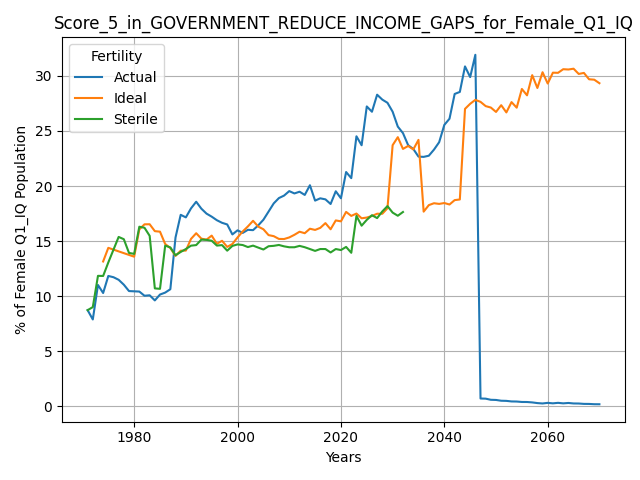 Score_5_in_GOVERNMENT_REDUCE_INCOME_GAPS_for_Female_Q1_IQ
Fertility
Actual
Ideal
Sterile
% of Female Q1_IQ Population
30
25
20
15
10
5
0
1980 2000 2020 2040 2060
Years